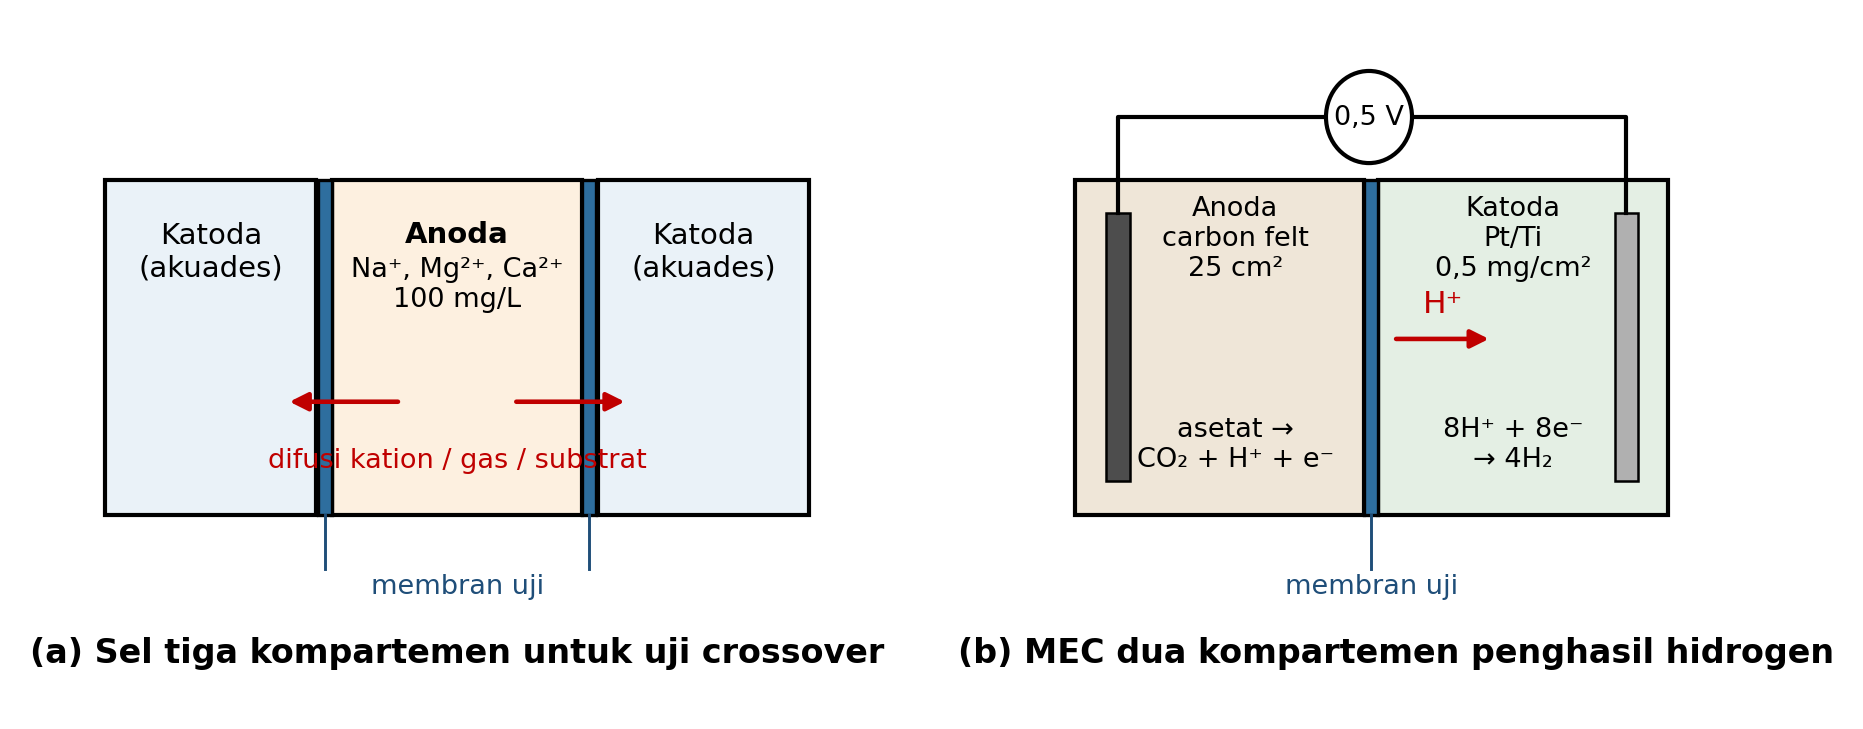 Katoda
(akuades)
Anoda
Na⁺, Mg²⁺, Ca²⁺
100 mg/L
Katoda
(akuades)
difusi kation / gas / substrat
membran uji
(a) Sel tiga kompartemen untuk uji crossover
0,5 V
Anoda
carbon felt
25 cm²
Katoda
Pt/Ti
0,5 mg/cm²
H⁺
asetat →
CO₂ + H⁺ + e⁻
8H⁺ + 8e⁻
→ 4H₂
membran uji
(b) MEC dua kompartemen penghasil hidrogen